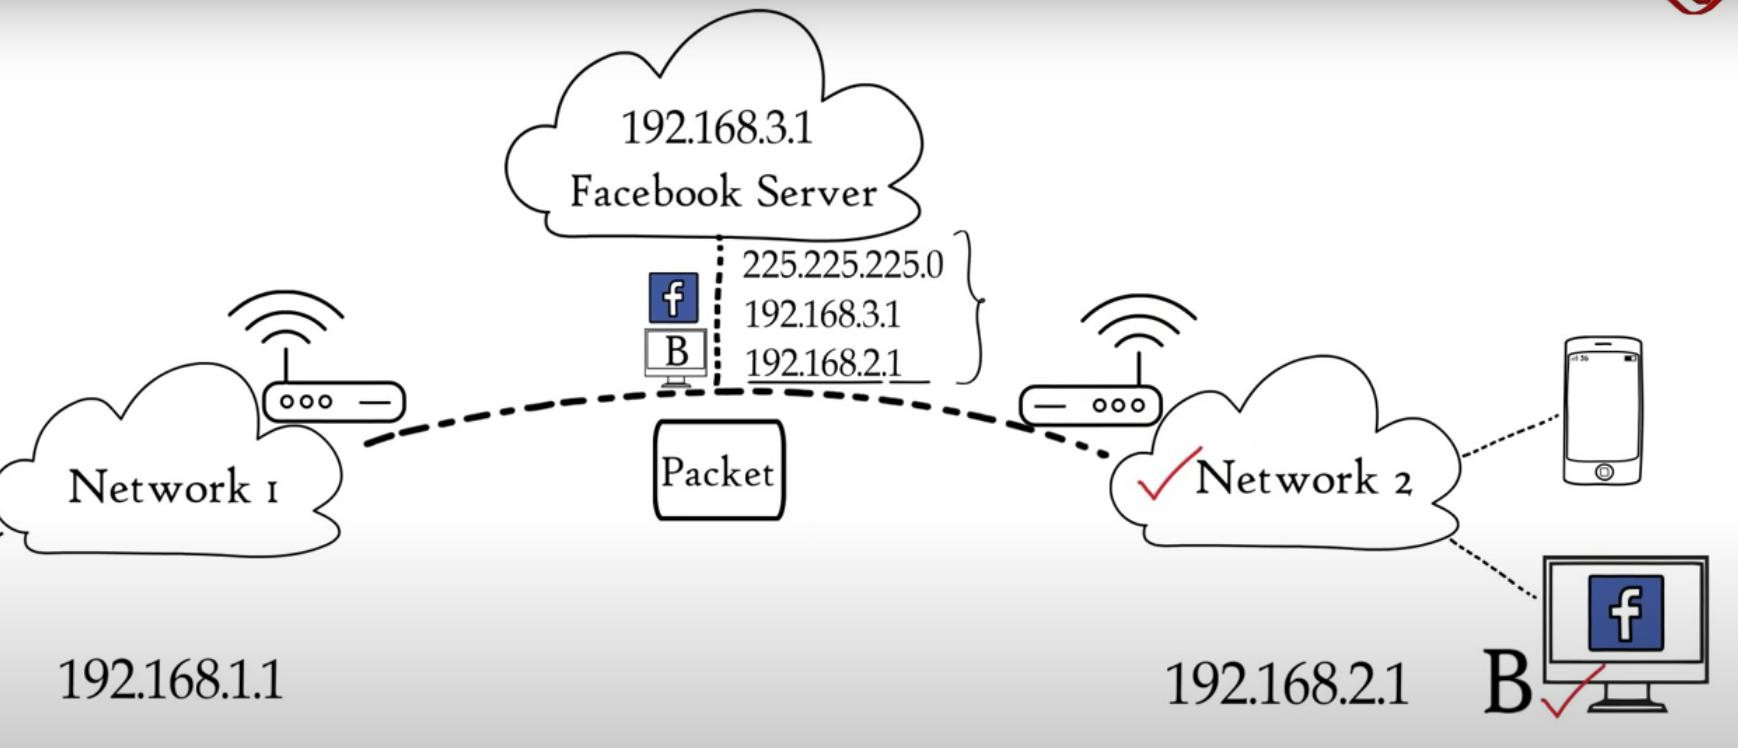 192.168.3.1
Facebook Server
225.225.225.0
f
192.168.3.1
B
192.168.2.1
Packet
Network 1
Network 2
f
192.168.1.1
192.168.2.1
B